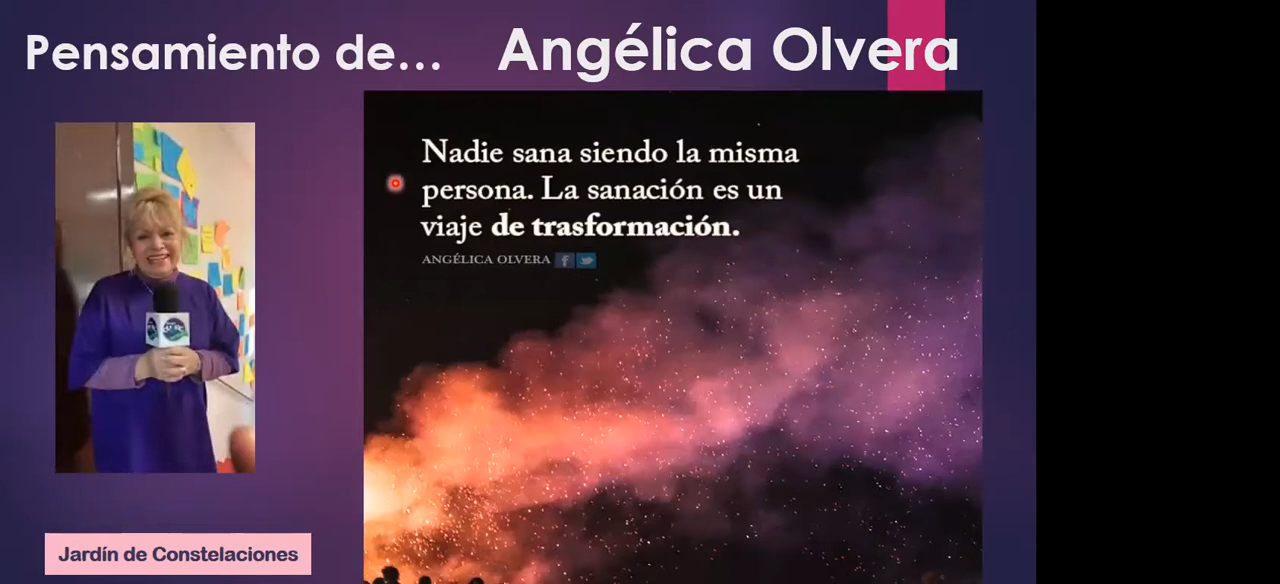 Pensamiento de... Angélica Olvera
Nadie sana siendo la misma
persona. La sanación es un
viaje de trasformación.
ANGÉLICA OLVERA
Jardín de Constelaciones